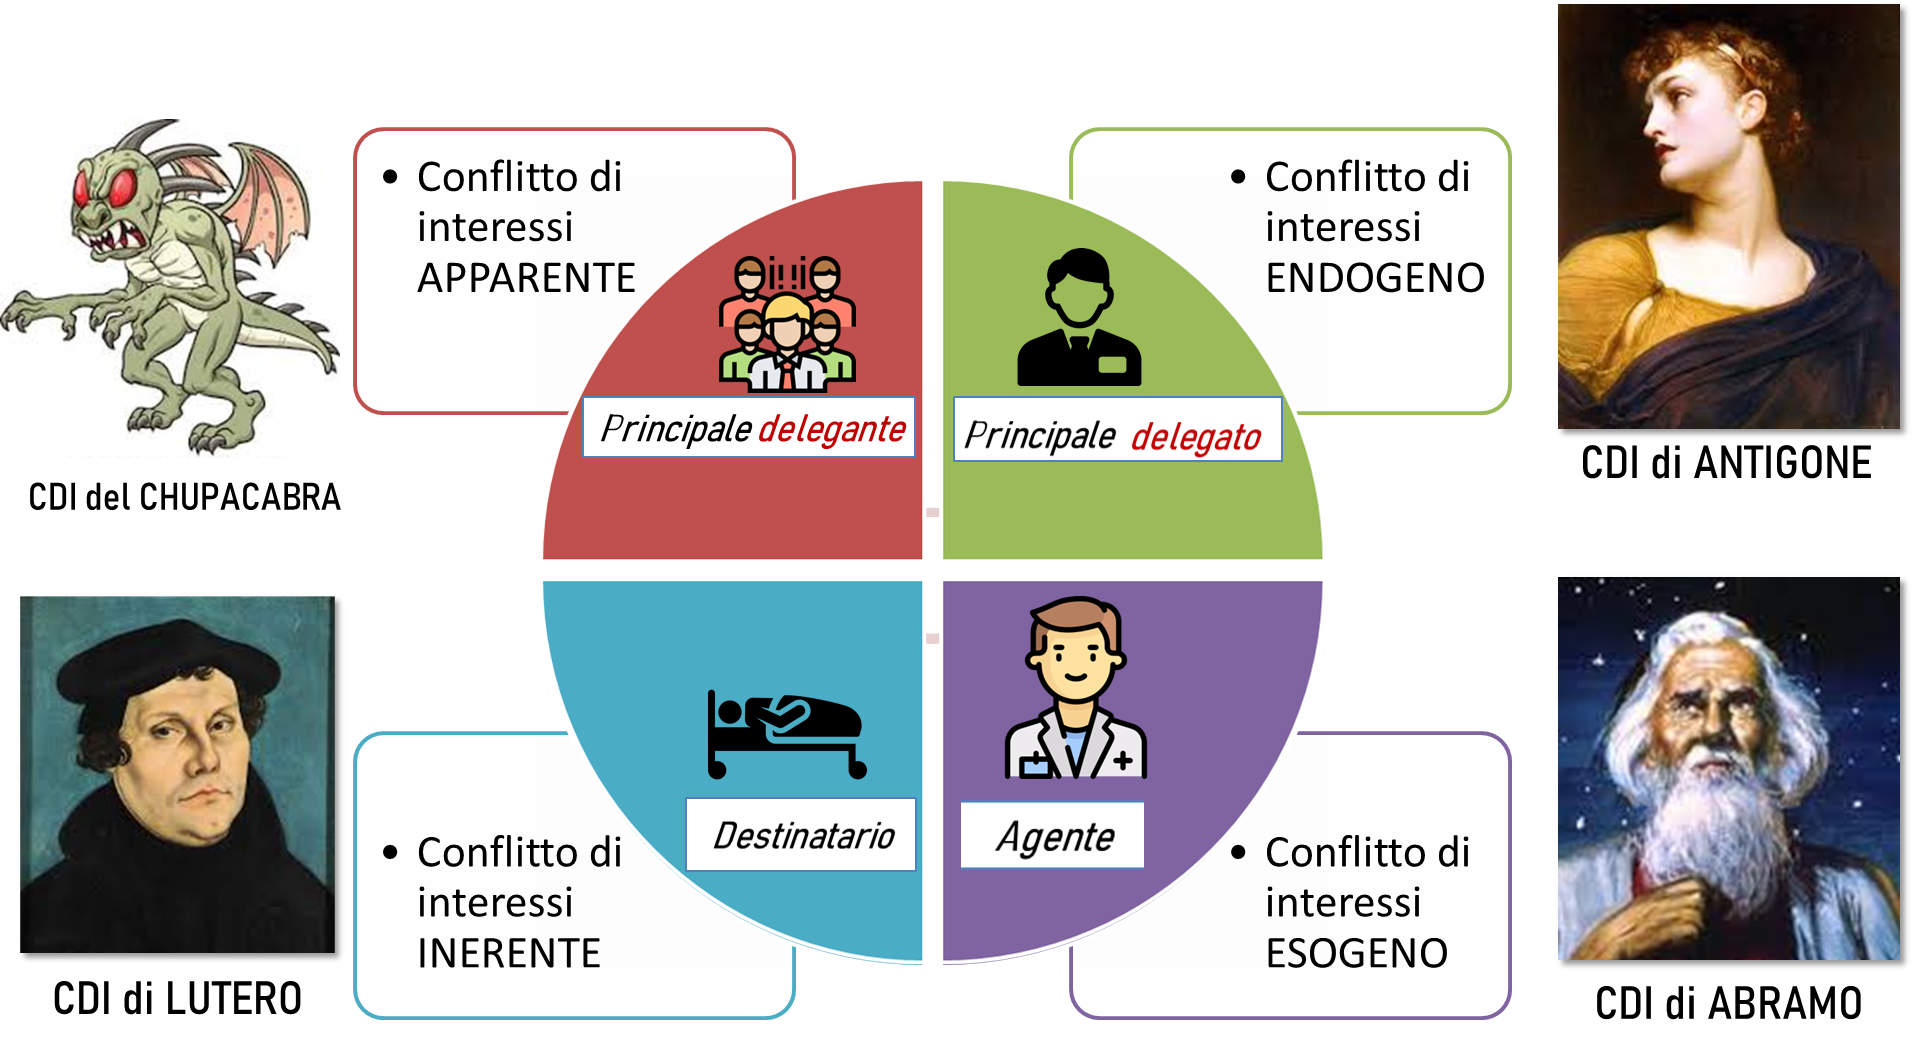 • Conflitto di
interessi
APPARENTE
• Conflitto di
interessi
ENDOGENO
Principale delegante
Principale delegato
CDI di ANTIGONE
CDI del CHUPACABRA
Destinatario
Agente
• Conflitto di
interessi
INERENTE
• Conflitto di
interessi
ESOGENO
CDI di LUTERO
CDI di ABRAMO